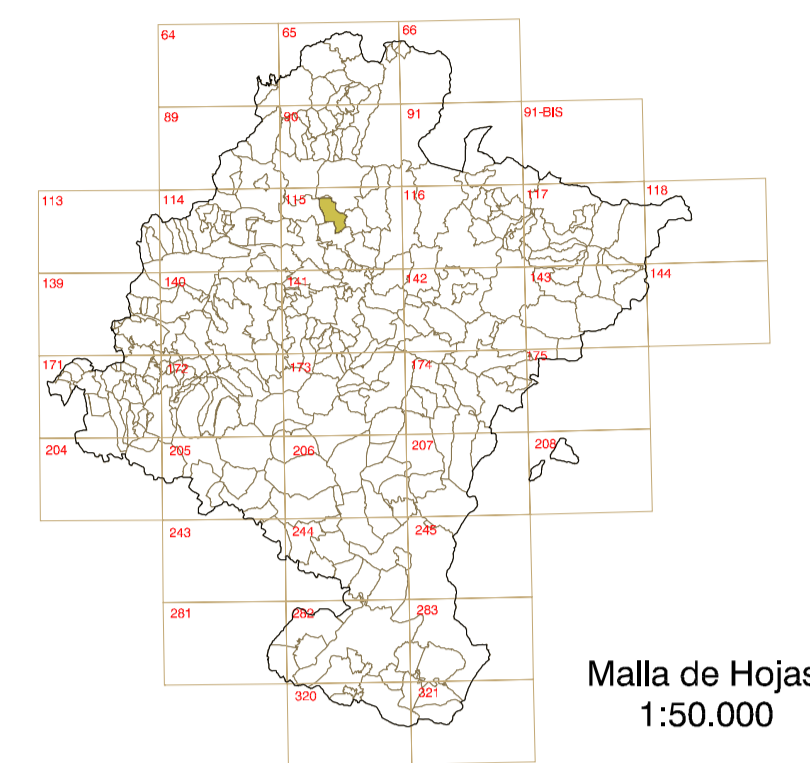 64 65 66
89 90 91 91-BIS
113 114 115 116 117 118
139 140 141 142 143 144
171 172 173 174 175
204 205 206 207 208
243 244 245
281 282 283
320 321
Malla de Hojas
1:50.000